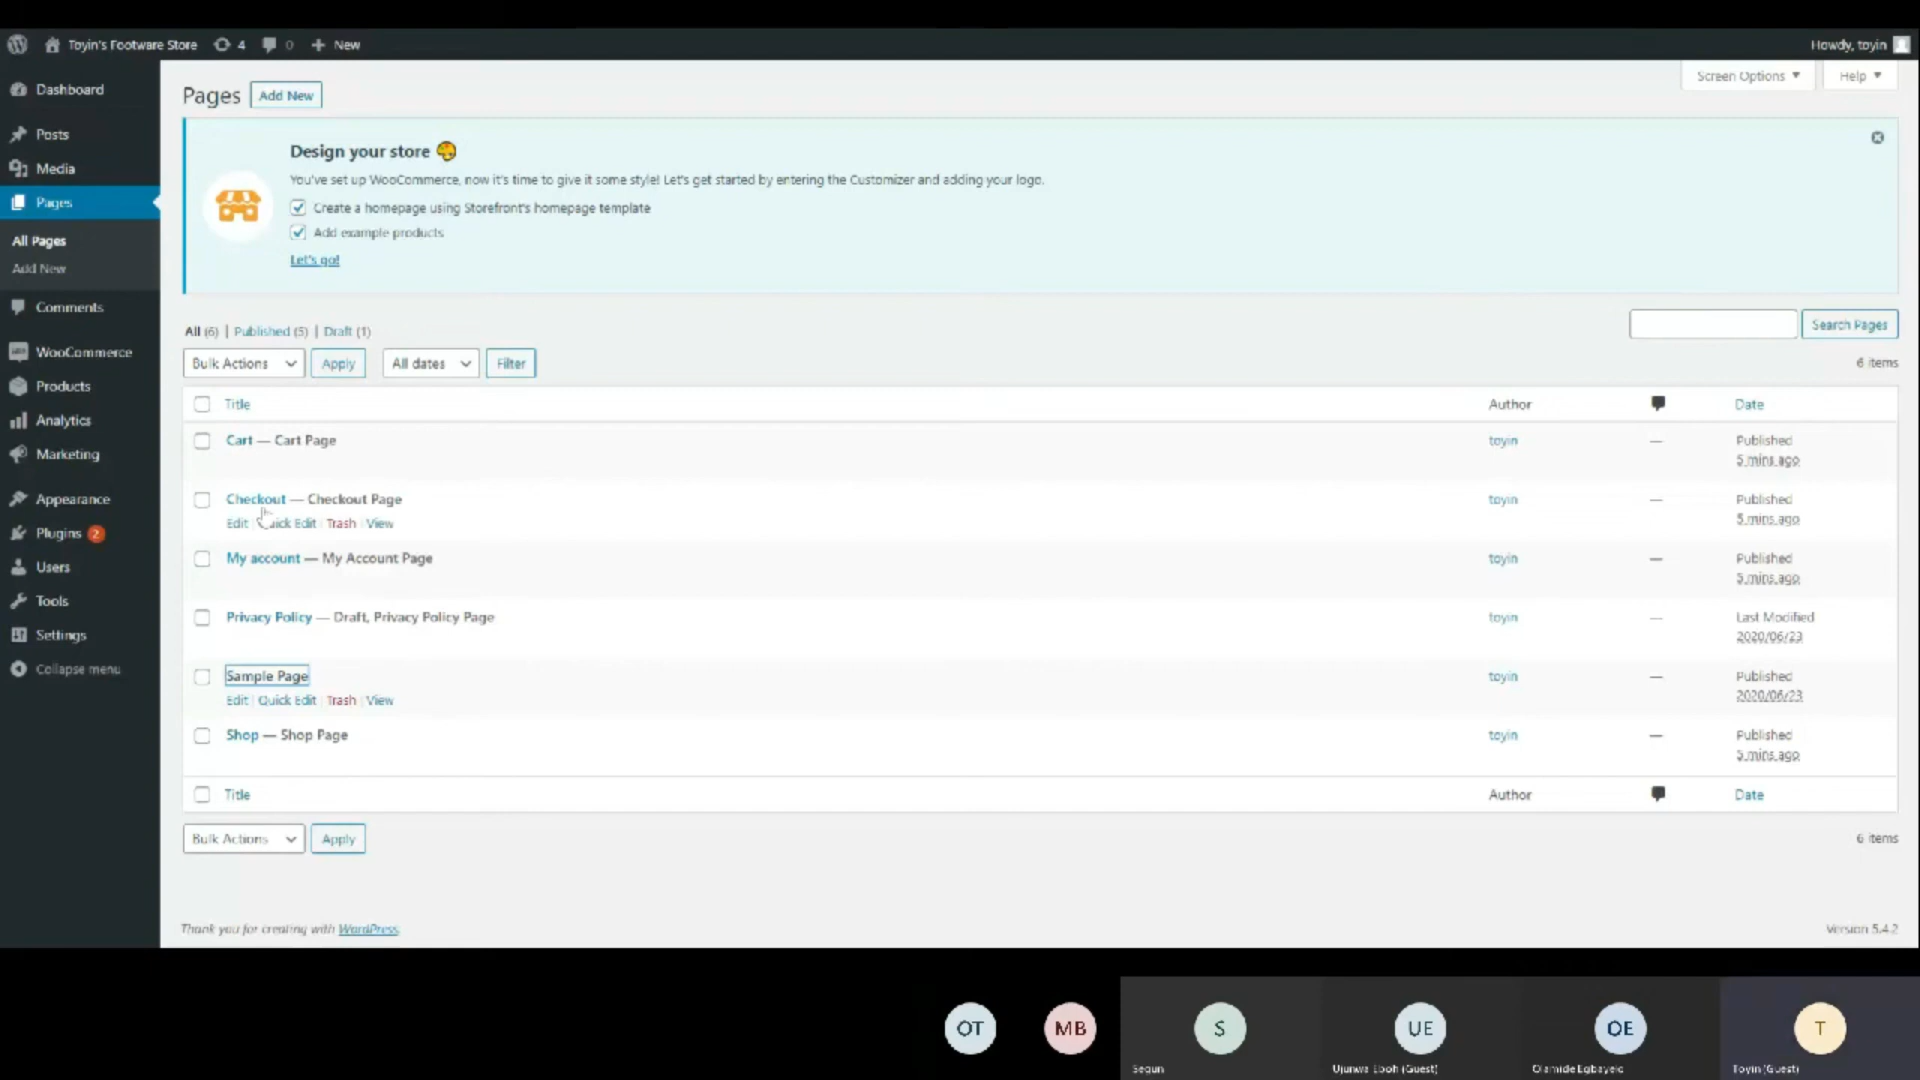 Toyin's Footware Store 4 0 New Howdy, toyin
Screen Options Help
Dashboard
Posts
Media
Pages
All Pages
Add New
Comments
WooCommerce
Products
Analytics
Marketing
Appearance
Plugins 2
Users
Tools
Settings
Collapse menu
Pages Add New
Design your store
You've set up WooCommerce, now it's time to give it some style! Let's get started by entering the Customizer and adding your logo.
Create a homepage using Storefront's homepage template
Add example products
Let's go!
All (6) | Published (5) | Draft (1)
Search Pages
Bulk Actions Apply All dates Filter 6 items
Title Author Date
Cart — Cart Page toyin — Published
5 mins ago
Checkout — Checkout Page toyin — Published
Edit | Quick Edit | Trash | View 5 mins ago
My account — My Account Page toyin — Published
5 mins ago
Privacy Policy — Draft, Privacy Policy Page toyin — Last Modified
2020/06/23
Sample Page toyin — Published
Edit | Quick Edit | Trash | View 2020/06/23
Shop — Shop Page toyin — Published
5 mins ago
Title Author Date
Bulk Actions Apply 6 items
Thank you for creating with WordPress. Version 5.4.2
OT MB S UE OE T
Segun (Guest) Olamide Toyin (Guest)